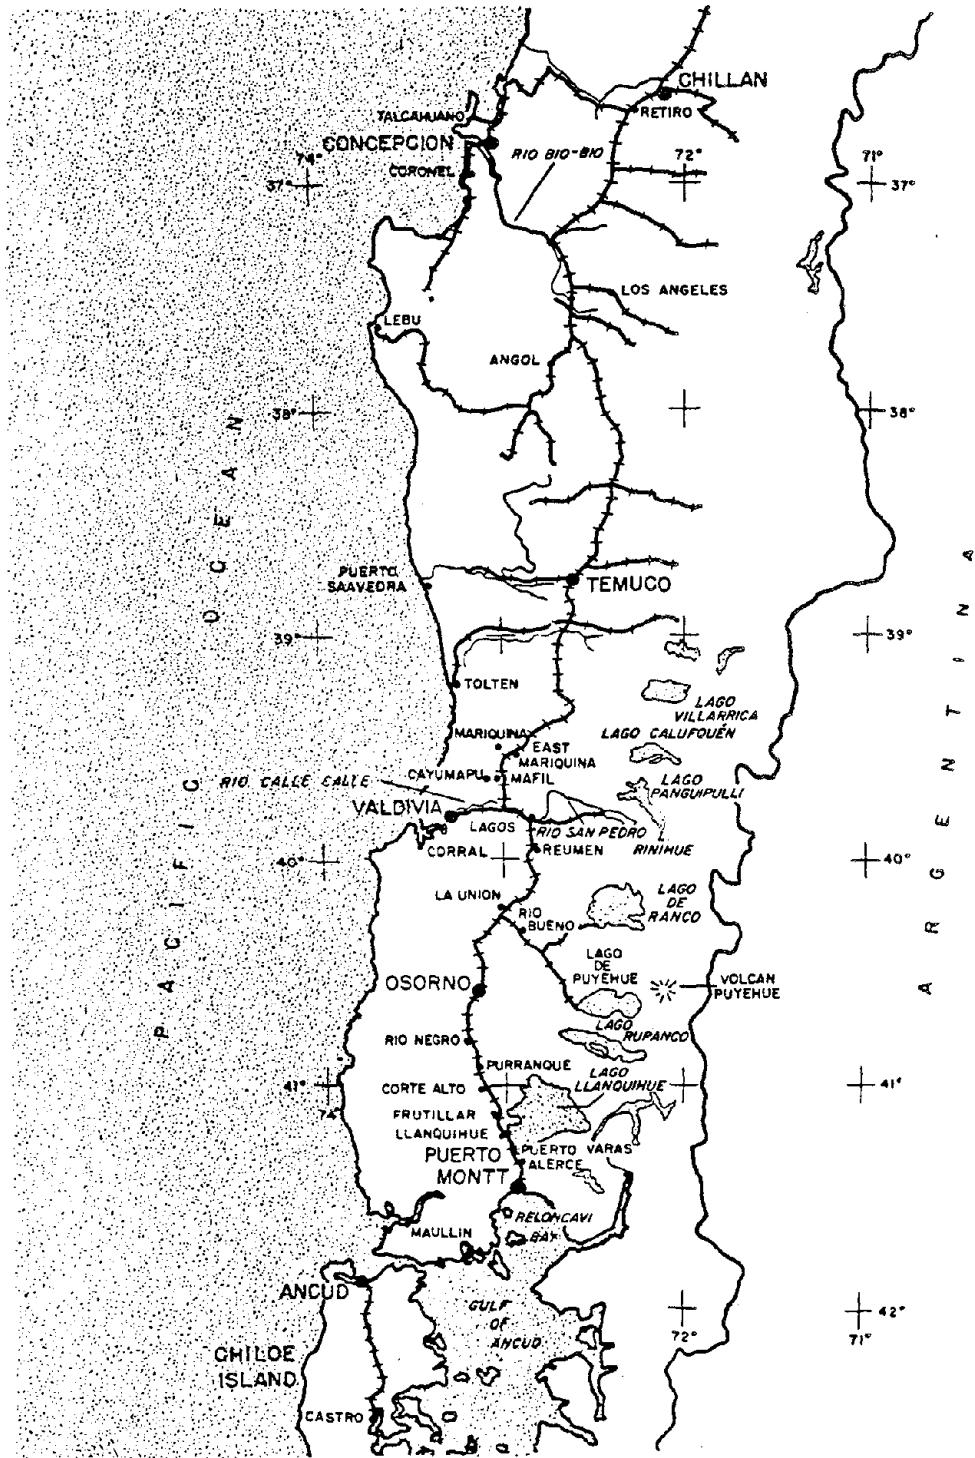 CHILLAN
TALCAHUANO
RETIRO
CONCEPCION
RIO BIO-BIO
74°
72°
71°
CORONEL
37°
37°
LOS ANGELES
LEBU
ANGOL
38°
38°
PACIFIC OCEAN
ARGENTINA
PUERTO
SAAVEDRA
TEMUCO
39°
39°
TOLTEN
LAGO
VILLARRICA
MARIQUINA
LAGO CALUFQUÉN
EAST
MARIQUINA
CAYUMAPU
MAFIL
RIO CALLE CALLE
LAGO
PANGUIPULLI
VALDIVIA
LAGOS
RIO SAN PEDRO
L.
RINIHUE
CORRAL
REUMEN
40°
40°
LA UNION
LAGO
DE
RANCO
RIO
BUENO
LAGO
DE
PUYEHUE
OSORNO
VOLCAN
PUYEHUE
LAGO
RUPANCO
RIO NEGRO
PURRANQUE
LAGO
LLANQUIHUE
CORTE ALTO
41°
41°
74°
FRUTILLAR
LLANQUIHUE
PUERTO VARAS
PUERTO
MONTT
ALERCE
RELONCAVI
BAY
MAULLIN
ANCUD
GULF
OF
ANCUD
42°
72°
71°
CHILOE
ISLAND
CASTRO